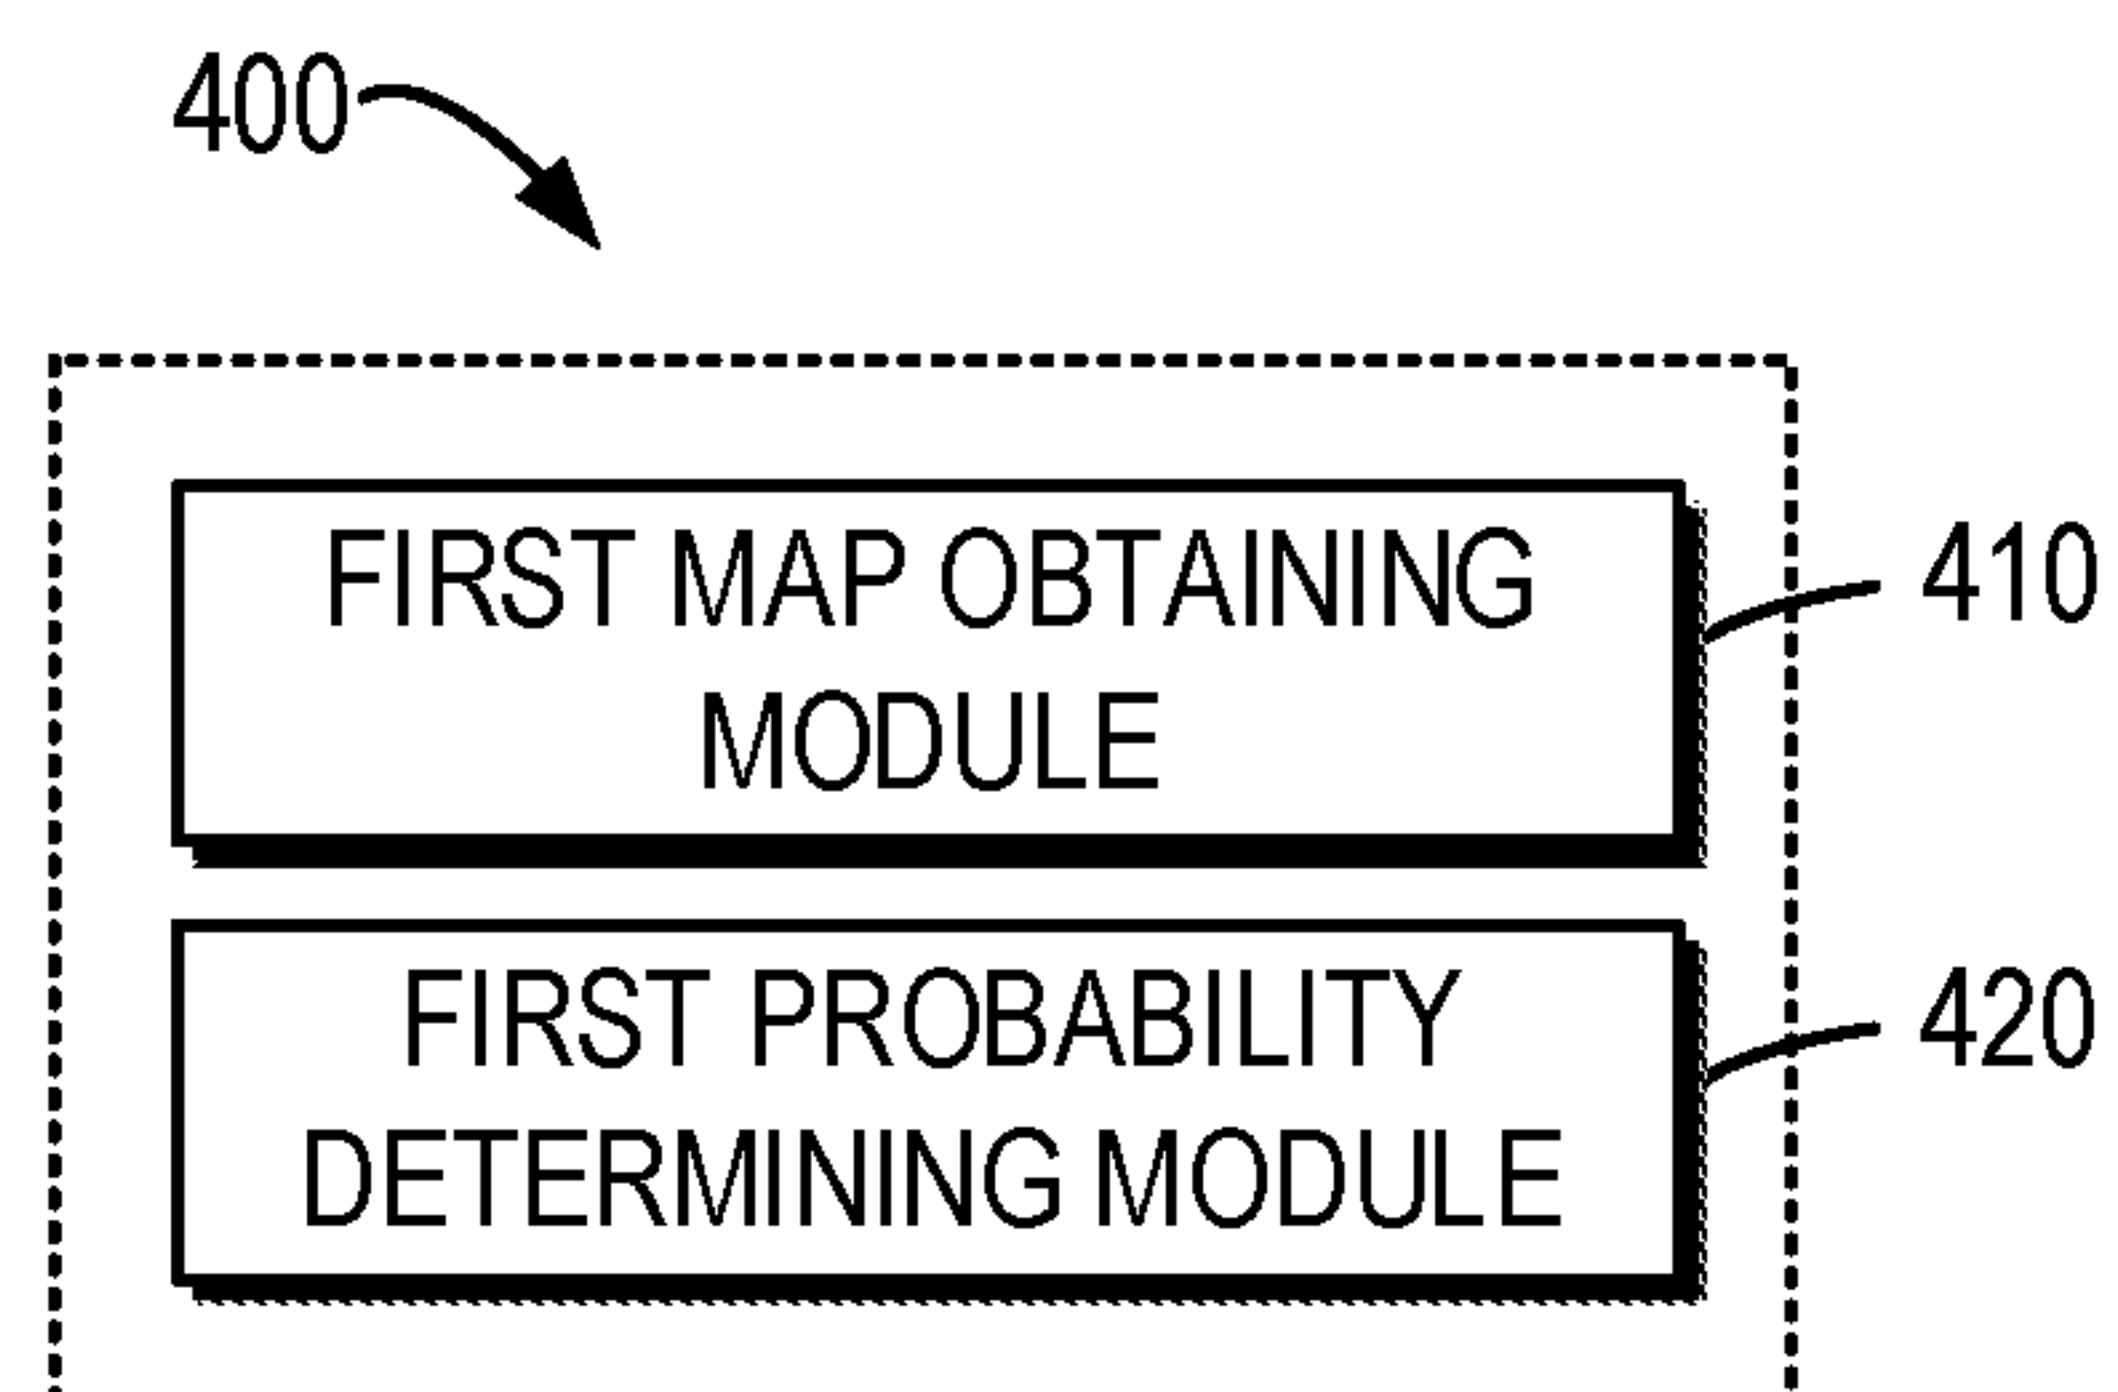 400
FIRST MAP OBTAINING
MODULE
410
FIRST PROBABILITY
DETERMINING MODULE
420